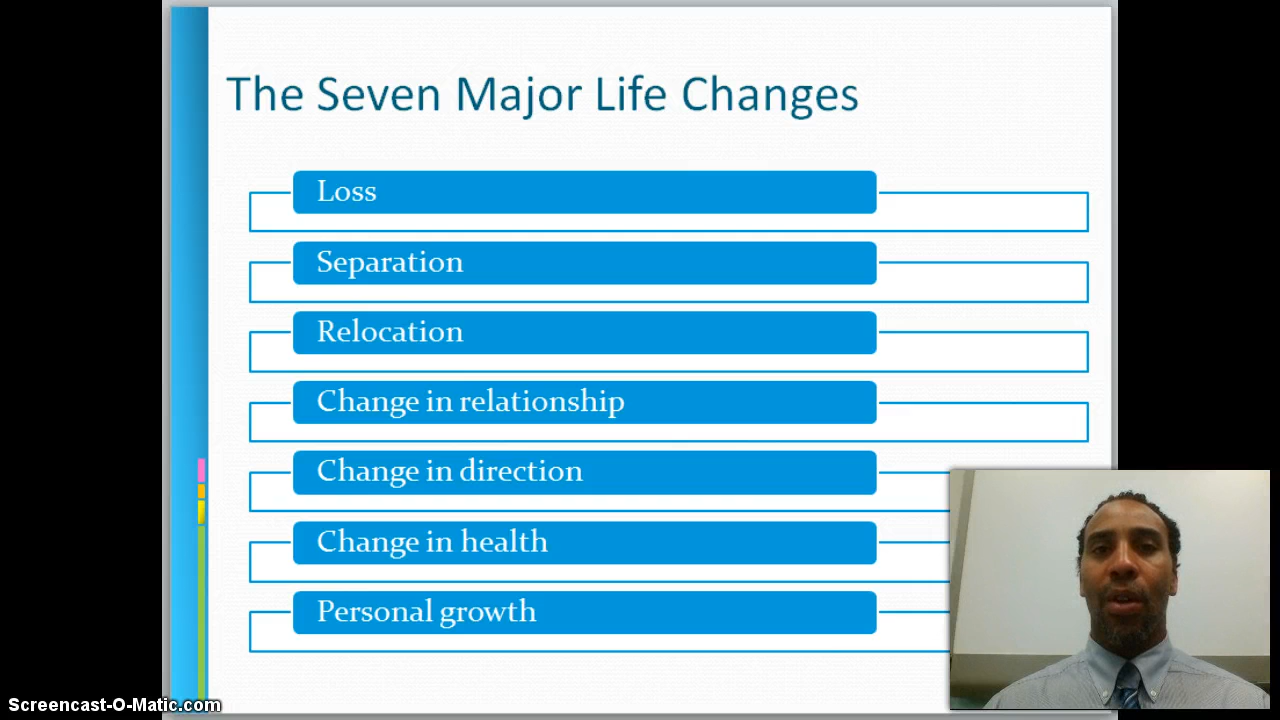 The Seven Major Life Changes
Loss
Separation
Relocation
Change in relationship
Change in direction
Change in health
Personal growth
Screencast-O-Matic.com